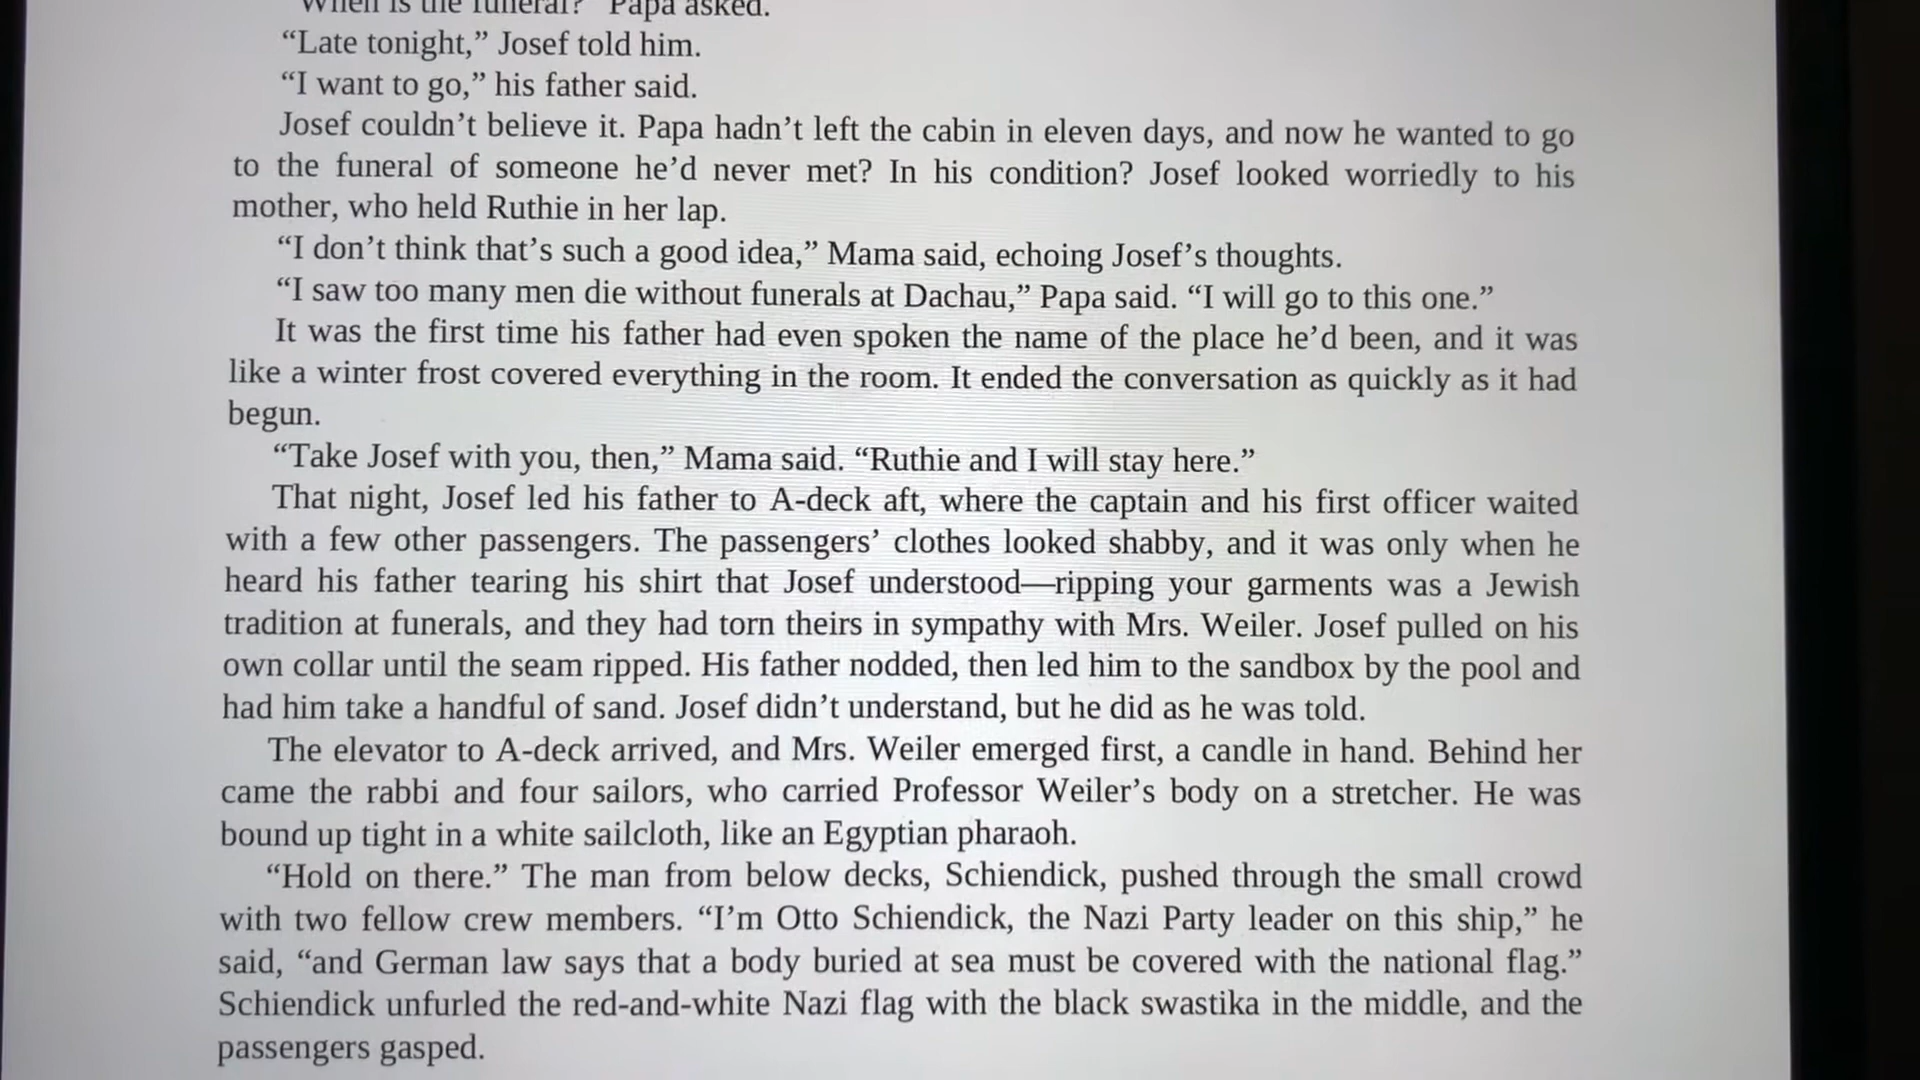 "When is the funeral?" Papa asked.
“Late tonight,” Josef told him.
“I want to go,” his father said.
Josef couldn’t believe it. Papa hadn’t left the cabin in eleven days, and now he wanted to go
to the funeral of someone he’d never met? In his condition? Josef looked worriedly to his
mother, who held Ruthie in her lap.
“I don’t think that’s such a good idea,” Mama said, echoing Josef’s thoughts.
“I saw too many men die without funerals at Dachau,” Papa said. “I will go to this one.”
It was the first time his father had even spoken the name of the place he’d been, and it was
like a winter frost covered everything in the room. It ended the conversation as quickly as it had
begun.
“Take Josef with you, then,” Mama said. “Ruthie and I will stay here.”
That night, Josef led his father to A-deck aft, where the captain and his first officer waited
with a few other passengers. The passengers’ clothes looked shabby, and it was only when he
heard his father tearing his shirt that Josef understood—ripping your garments was a Jewish
tradition at funerals, and they had torn theirs in sympathy with Mrs. Weiler. Josef pulled on his
own collar until the seam ripped. His father nodded, then led him to the sandbox by the pool and
had him take a handful of sand. Josef didn’t understand, but he did as he was told.
The elevator to A-deck arrived, and Mrs. Weiler emerged first, a candle in hand. Behind her
came the rabbi and four sailors, who carried Professor Weiler’s body on a stretcher. He was
bound up tight in a white sailcloth, like an Egyptian pharaoh.
“Hold on there.” The man from below decks, Schiendick, pushed through the small crowd
with two fellow crew members. “I’m Otto Schiendick, the Nazi Party leader on this ship,” he
said, “and German law says that a body buried at sea must be covered with the national flag.”
Schiendick unfurled the red-and-white Nazi flag with the black swastika in the middle, and the
passengers gasped.